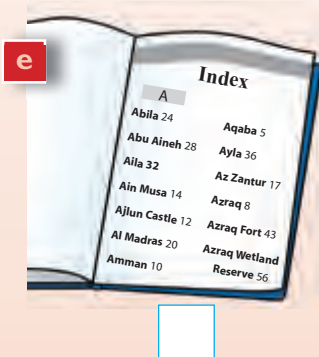 e
Index
A
Abila 24
Abu Aineh 28
Aila 32
Ain Musa 14
Ajlun Castle 12
Al Madras 20
Amman 10
Aqaba 5
Ayla 36
Az Zantur 17
Azraq 8
Azraq Fort 43
Azraq Wetland
Reserve 56